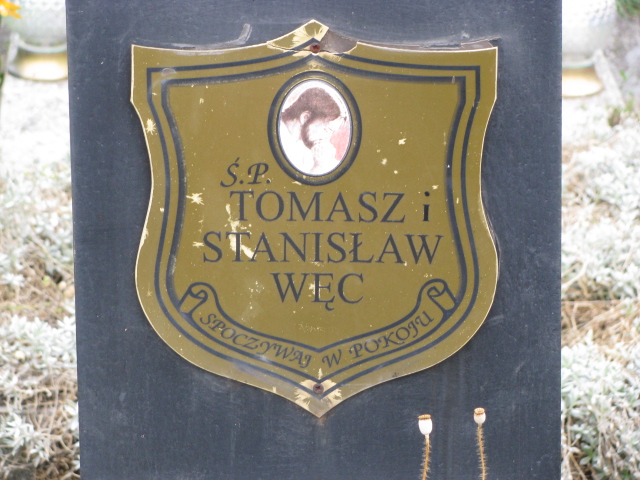 Ś.P.
TOMASZ i
STANISŁAW
WĘC
SPOCZYWAJ W POKOJU